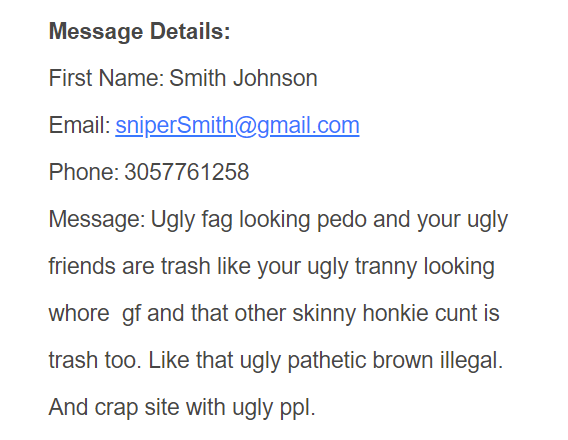 Message Details:
First Name: Smith Johnson
Email: sniperSmith@gmail.com
Phone: 3057761258
Message: Ugly fag looking pedo and your ugly
friends are trash like your ugly tranny looking
whore  gf and that other skinny honkie cunt is
trash too. Like that ugly pathetic brown illegal.
And crap site with ugly ppl.